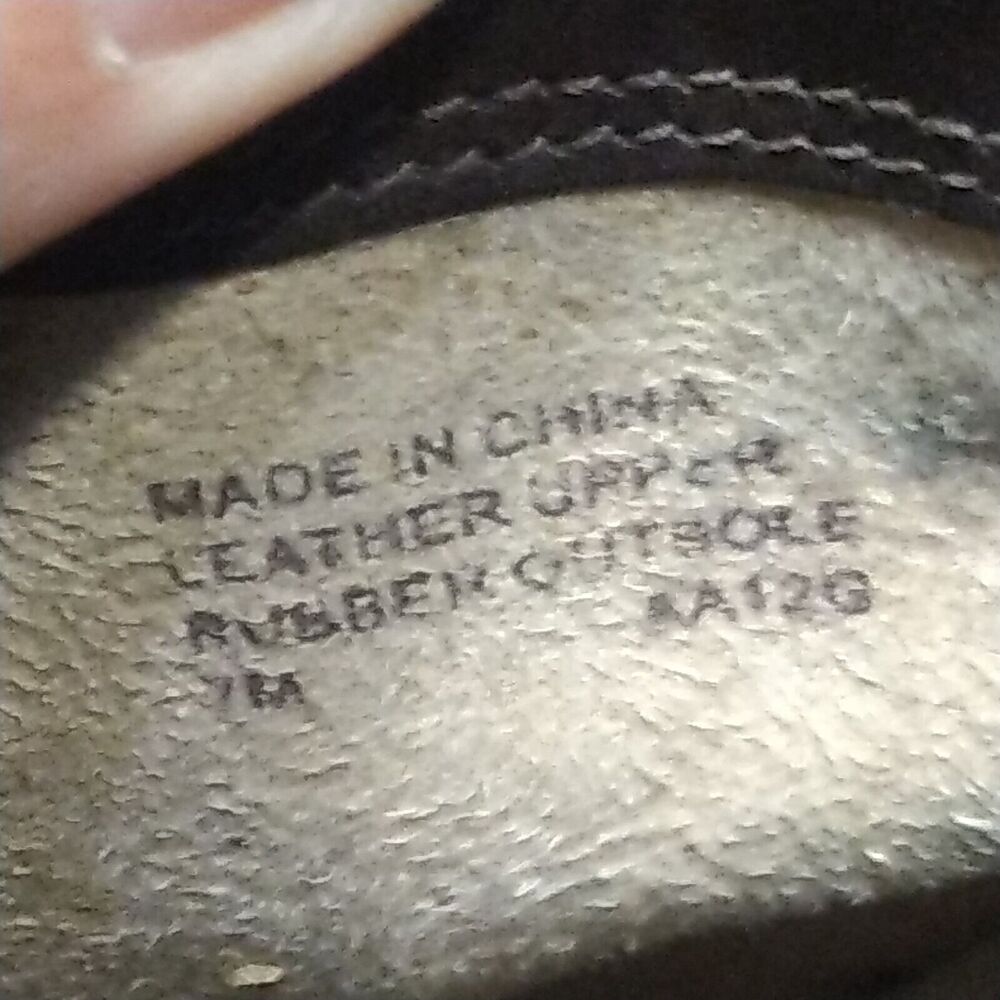 MADE IN CHINA
LEATHER UPPER
RUBBER OUTSOLE
7M